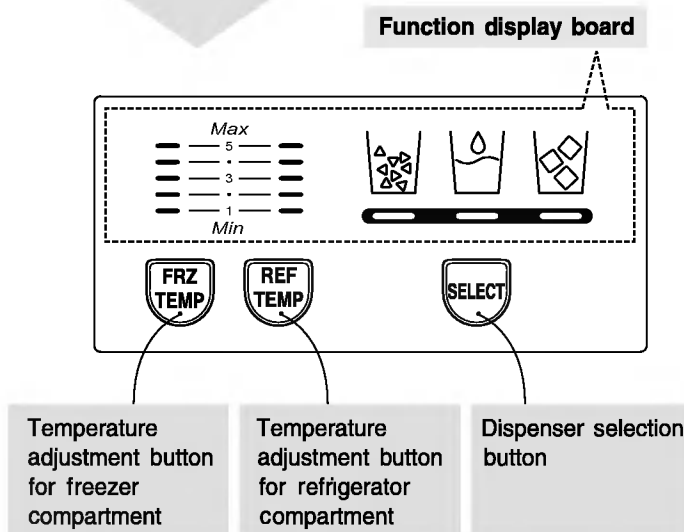 Function display board
Max
5
•
3
•
1
Min
FRZ
TEMP
REF
TEMP
SELECT
Temperature
adjustment button
for freezer
compartment
Temperature
adjustment button
for refrigerator
compartment
Dispenser selection
button